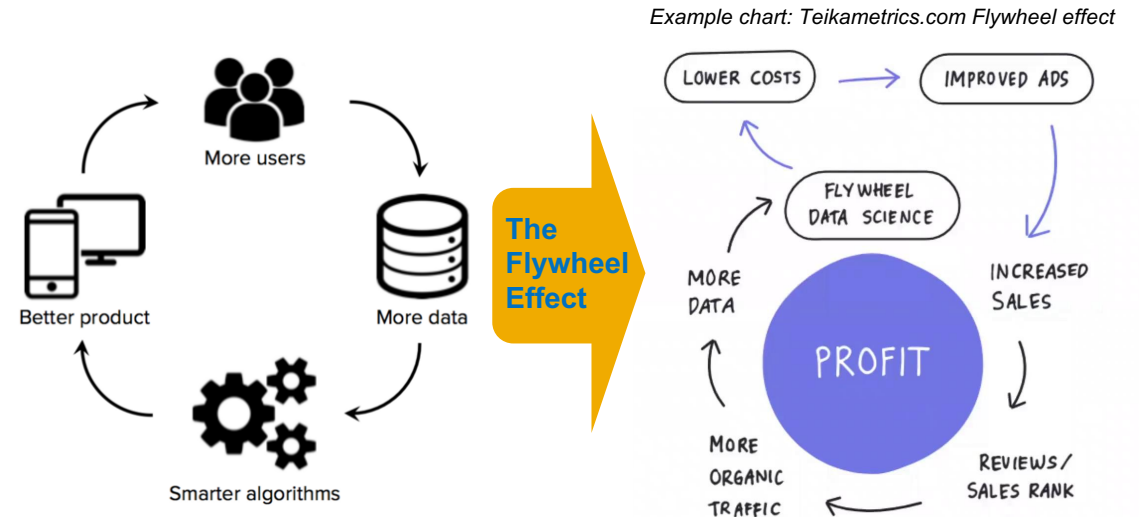 Example chart: Teikametrics.com Flywheel effect
More users
Better product
More data
Smarter algorithms
The
Flywheel
Effect
LOWER COSTS
IMPROVED ADS
FLYWHEEL
DATA SCIENCE
MORE
DATA
INCREASED
SALES
PROFIT
MORE
ORGANIC
TRAFFIC
REVIEWS/
SALES RANK